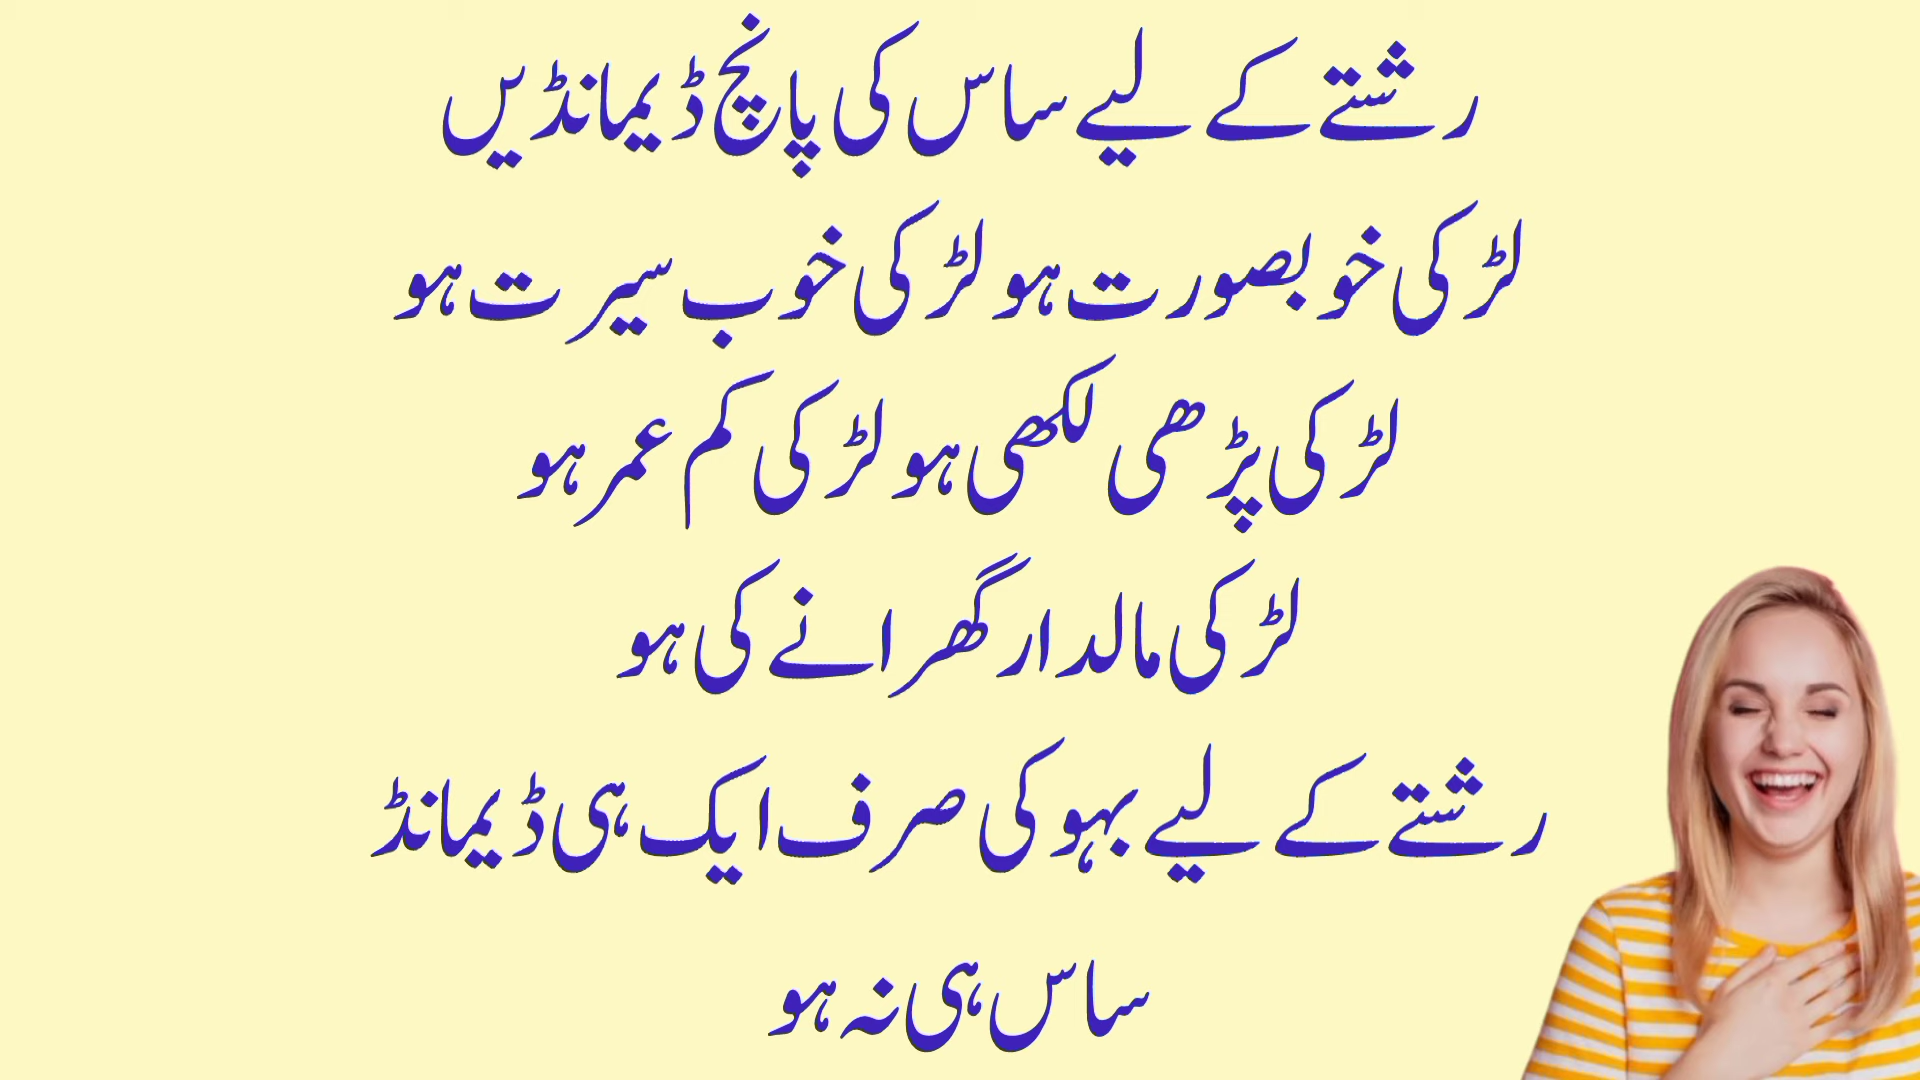 رشتے کے لیے ساس کی پانچ ڈیمانڈیں
لڑکی خوبصورت ہو لڑکی خوب سیرت ہو
لڑکی پڑھی لکھی ہو لڑکی کم عمر ہو
لڑکی مالدار گھرانے کی ہو
رشتے کے لیے بہو کی صرف ایک ہی ڈیمانڈ
ساس ہی نہ ہو